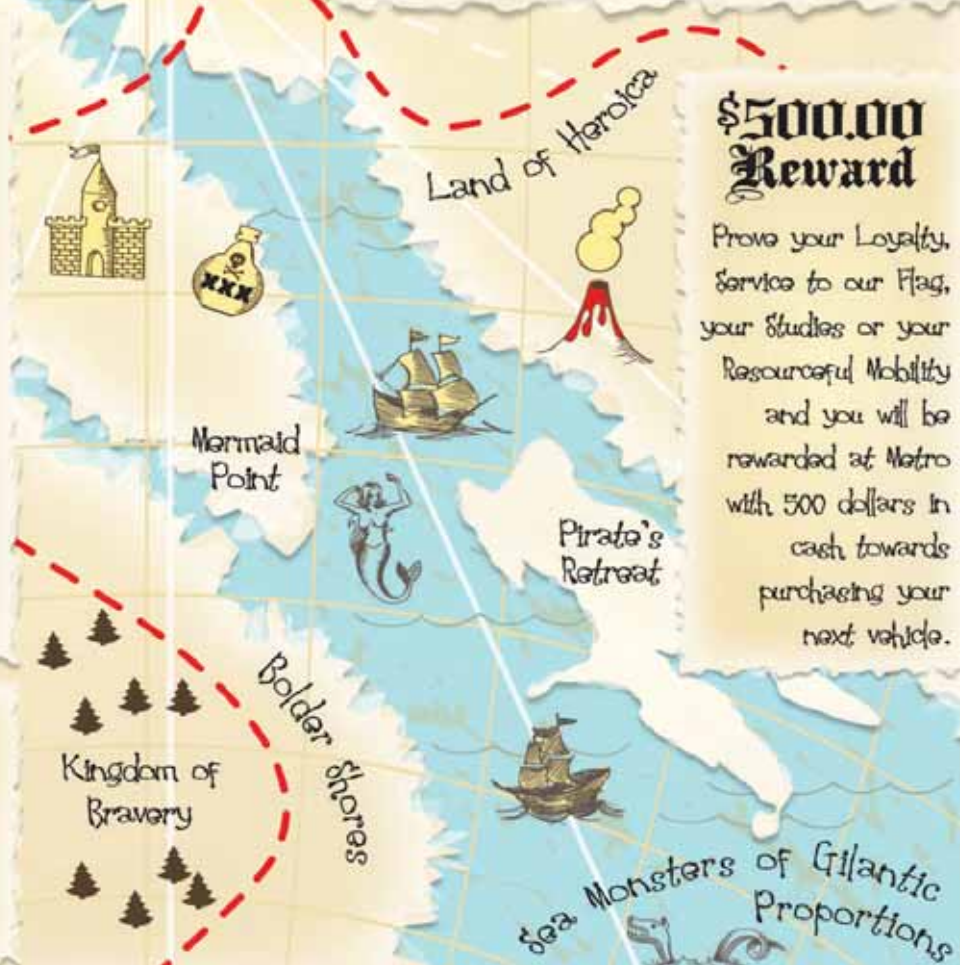 Land of Heroica
$500.00
Reward
Prove your Loyalty,
Service to our Flag,
your Studies or your
Resourceful Mobility
and you will be
rewarded at Metro
with 500 dollars in
cash towards
purchasing your
next vehicle.
XXX
Mermaid
Point
Pirate's
Retreat
Bolder Shores
Kingdom of
Bravery
Sea Monsters of Gilantic
Proportions